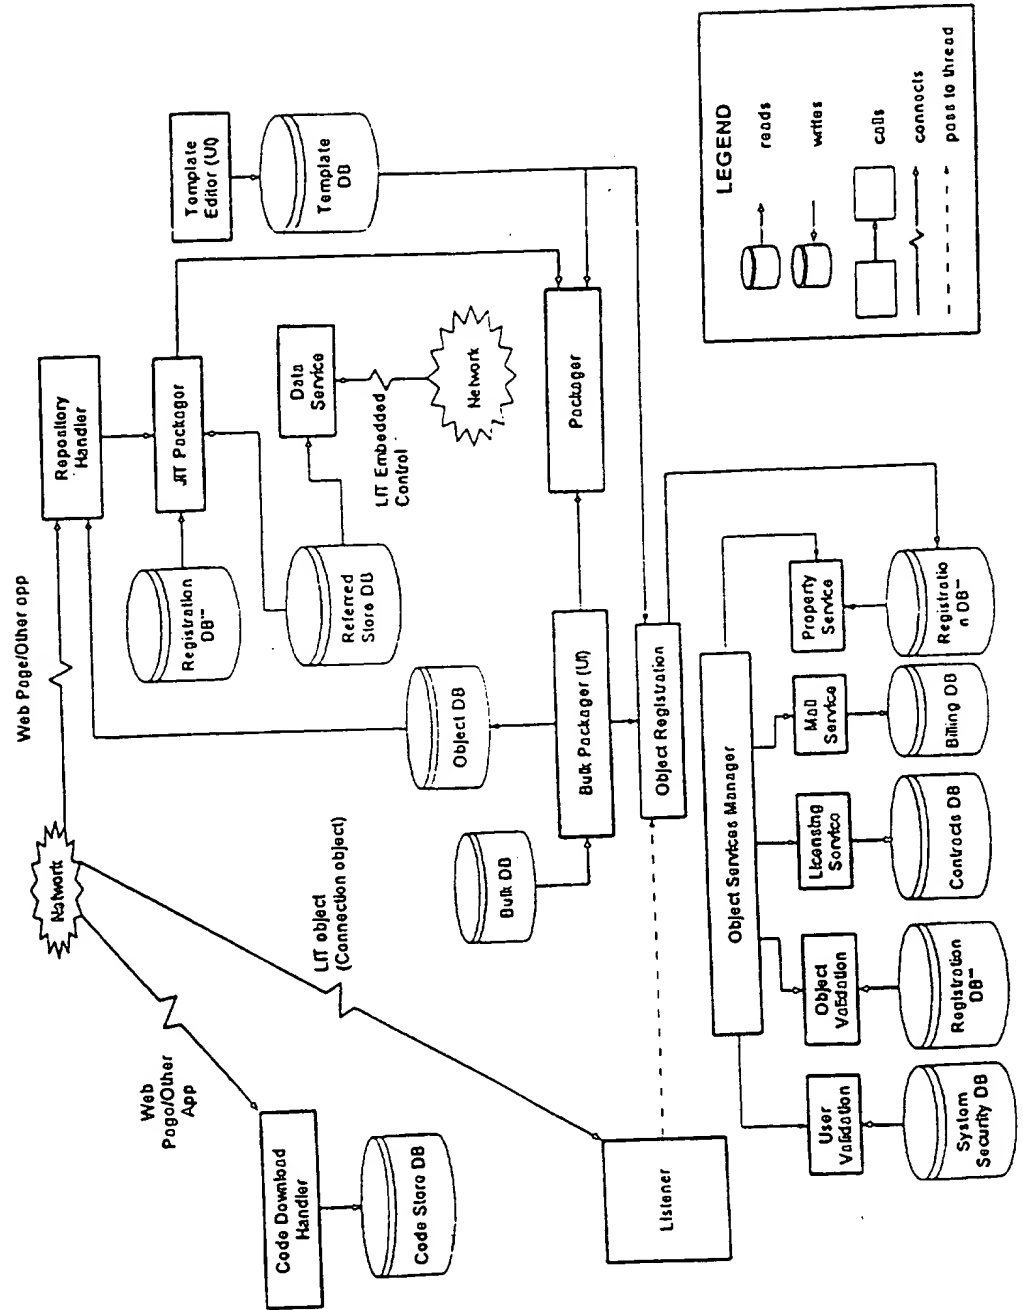 Web Page/Other app
Network
Repository
Handler
Web
Page/Other
App
JIT Packager
Registration
DB**
Template
Editor (UI)
Code Download
Handler
LIT object
(Connection object)
Referred
Store DB
Data
Service
Template
DB
Code Store DB
LIT Embedded
Control
Object DB
Network
Bulk DB
Bulk Packager (UI)
Packager
Listener
Object Registration
Object Services Manager
User
Validation
Object
Validation
Licensing
Service
Mail
Service
Property
Service
System
Security DB
Registration
DB**
Contracts DB
Billing DB
Registratio
n DB**
LEGEND
reads
writes
calls
connects
pass to thread